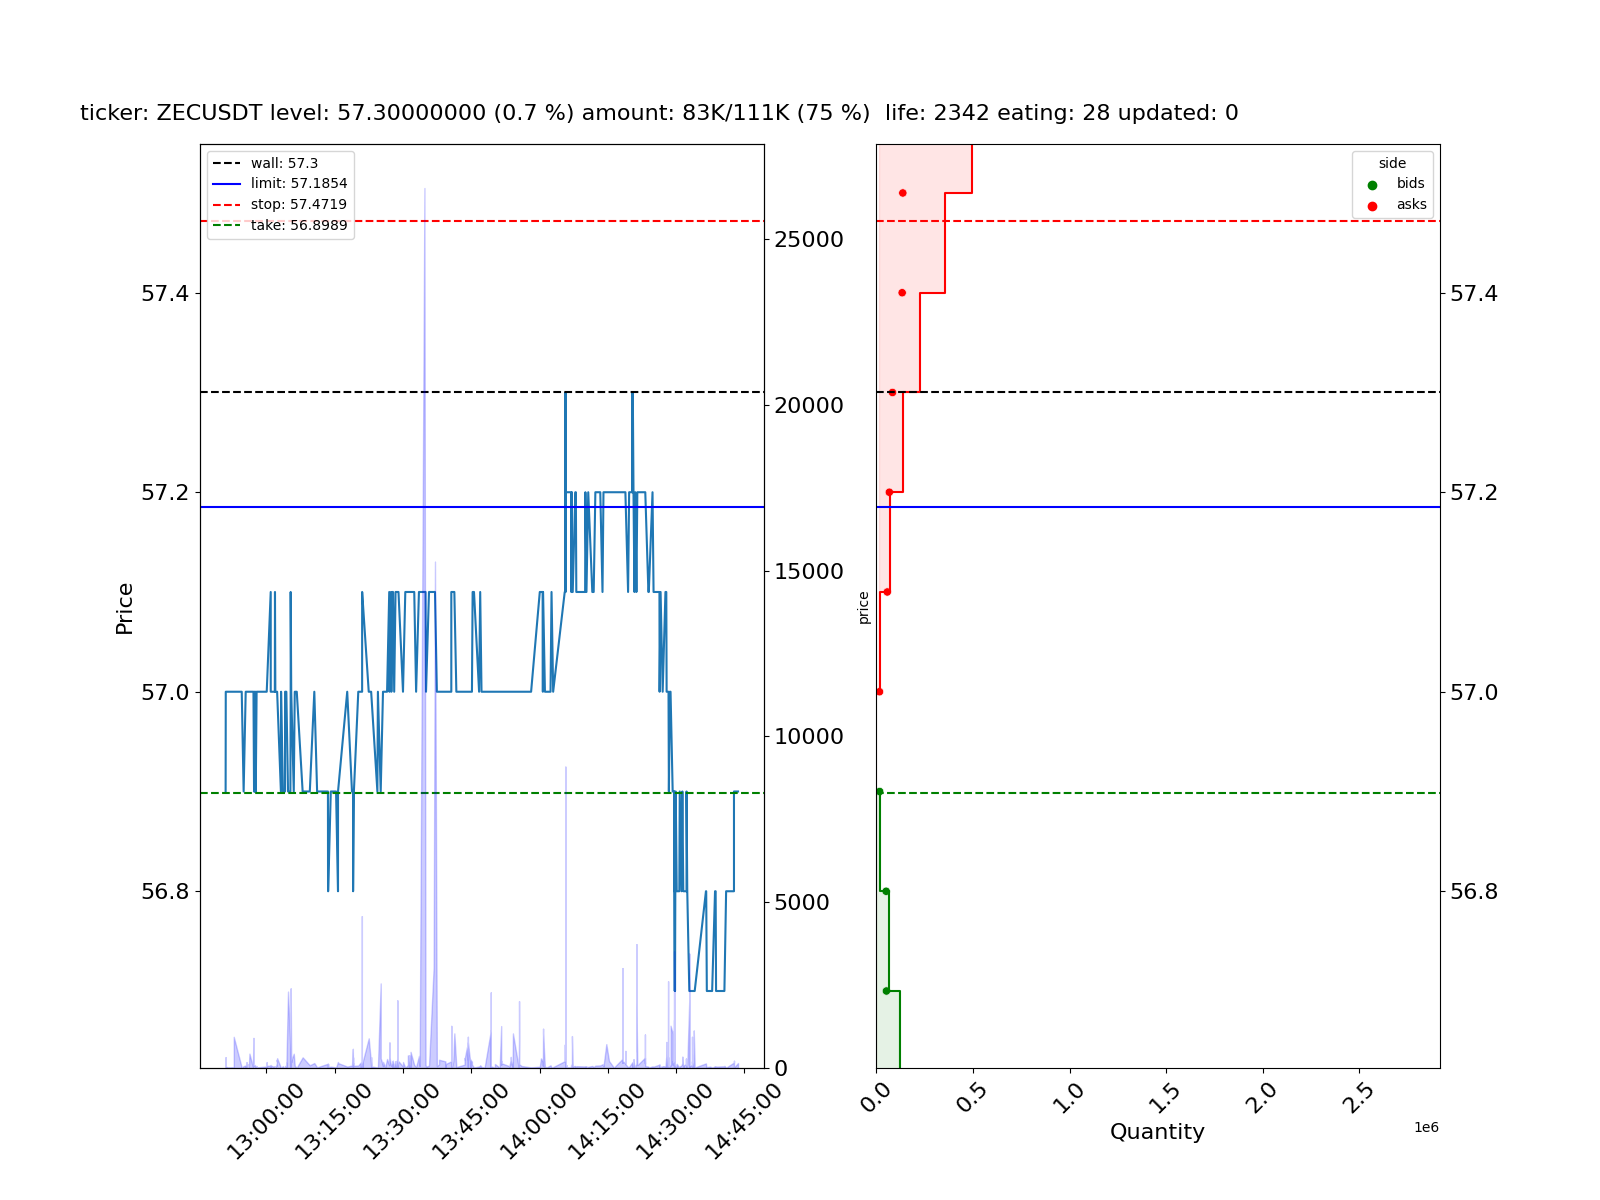 ticker: ZECUSDT level: 57.30000000 (0.7 %) amount: 83K/111K (75 %)  life: 2342 eating: 28 updated: 0
wall: 57.3
limit: 57.1854
stop: 57.4719
take: 56.8989
Price
57.4
57.2
57.0
56.8
25000
20000
15000
10000
5000
0
13:00:00
13:15:00
13:30:00
13:45:00
14:00:00
14:15:00
14:30:00
14:45:00
side
bids
asks
price
57.4
57.2
57.0
56.8
0.0
0.5
1.0
1.5
2.0
2.5
1e6
Quantity